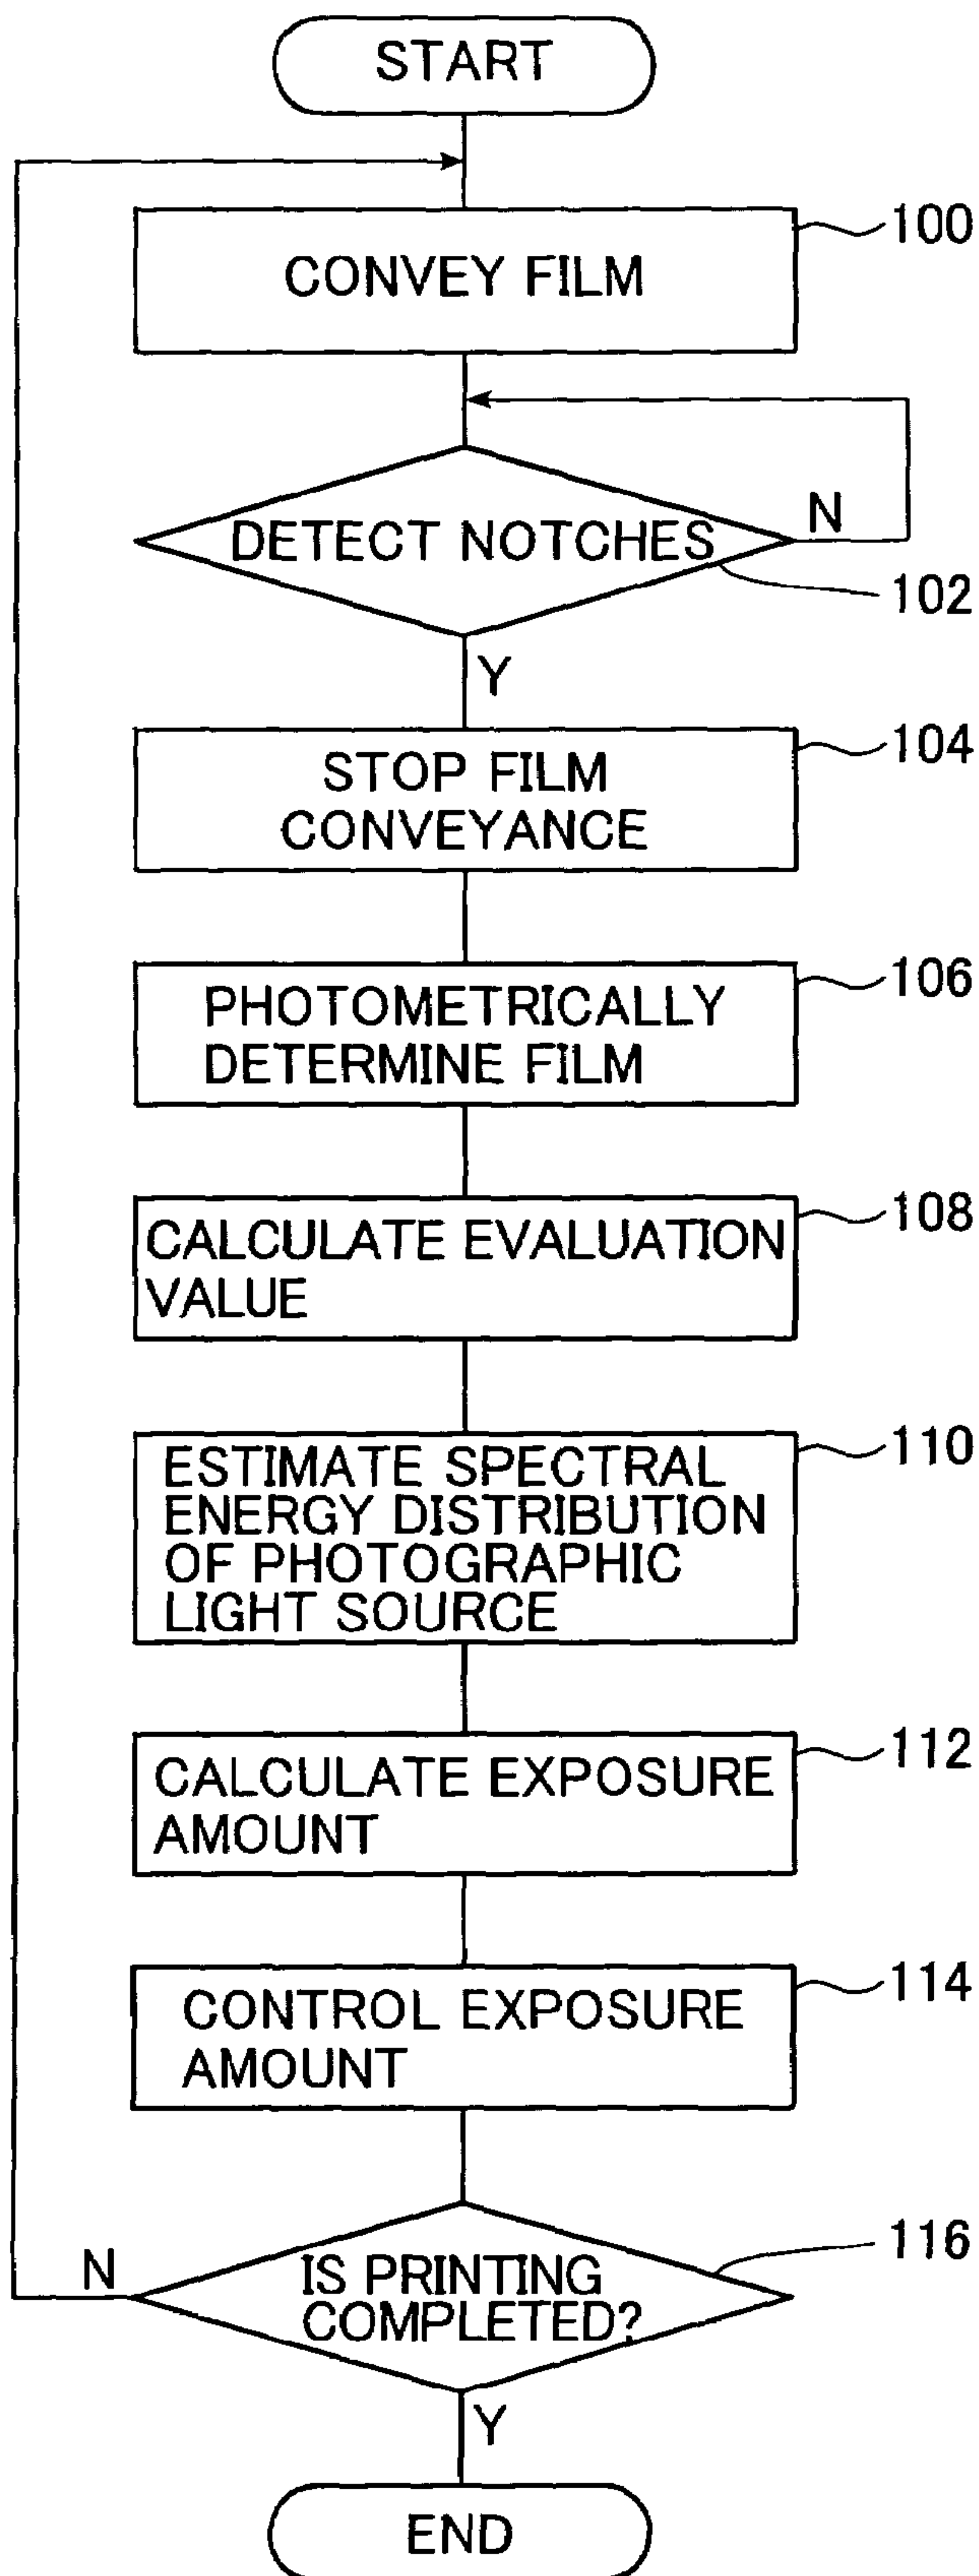 START
100
CONVEY FILM
N
DETECT NOTCHES
102
Y
104
STOP FILM
CONVEYANCE
106
PHOTOMETRICALLY
DETERMINE FILM
108
CALCULATE EVALUATION
VALUE
110
ESTIMATE SPECTRAL
ENERGY DISTRIBUTION
OF PHOTOGRAPHIC
LIGHT SOURCE
112
CALCULATE EXPOSURE
AMOUNT
114
CONTROL EXPOSURE
AMOUNT
116
N
IS PRINTING
COMPLETED?
Y
END